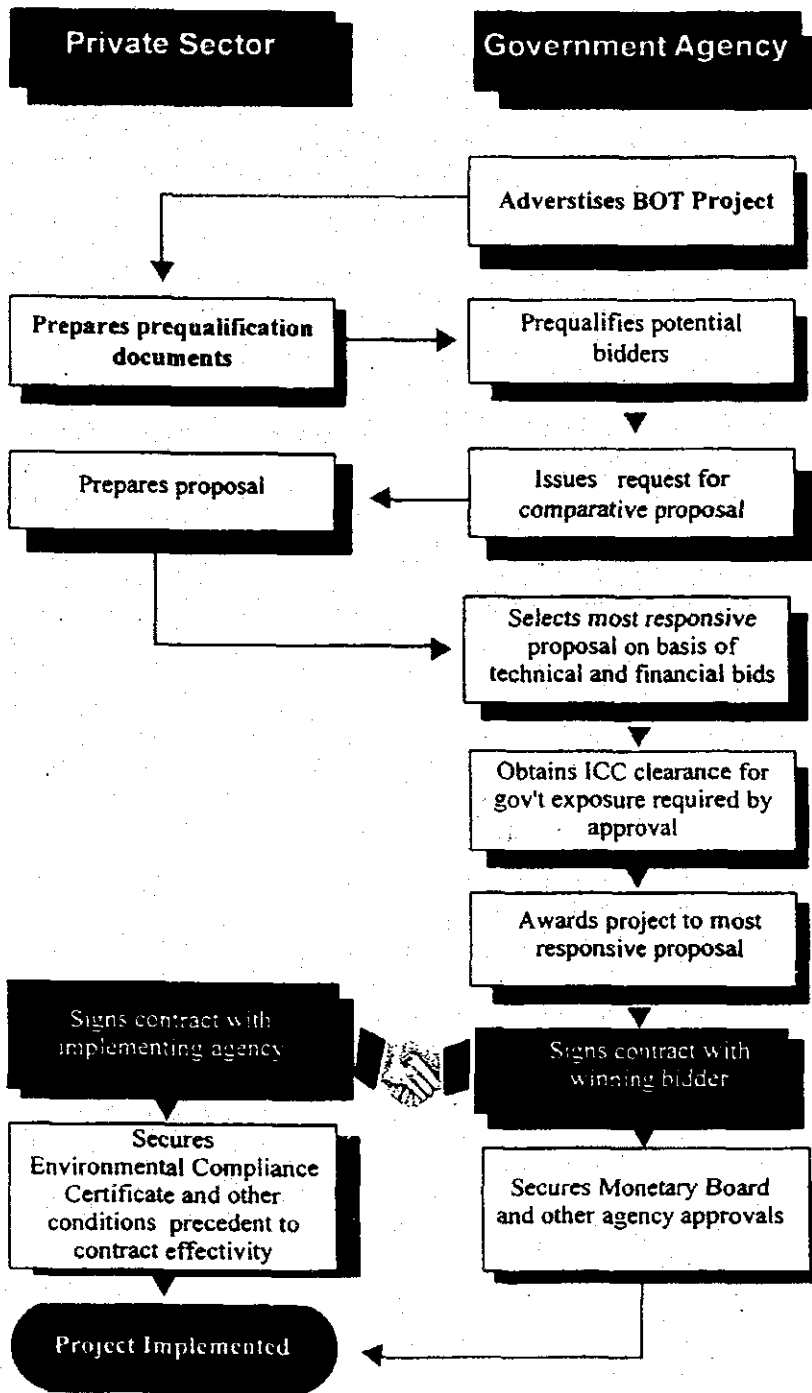 Private Sector
Government Agency
Adverstises BOT Project
Prepares prequalification
documents
Prequalifies potential
bidders
Prepares proposal
Issues request for
comparative proposal
Selects most responsive
proposal on basis of
technical and financial bids
Obtains ICC clearance for
gov't exposure required by
approval
Awards project to most
responsive proposal
Signs contract with
implementing agency
Signs contract with
winning bidder
Secures
Environmental Compliance
Certificate and other
conditions precedent to
contract effectivity
Secures Monetary Board
and other agency approvals
Project Implemented